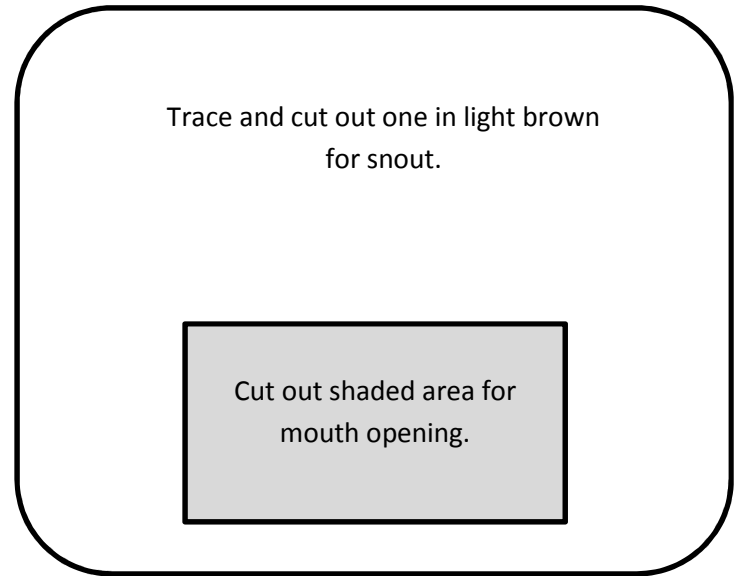 Trace and cut out one in light brown
for snout.
Cut out shaded area for
mouth opening.